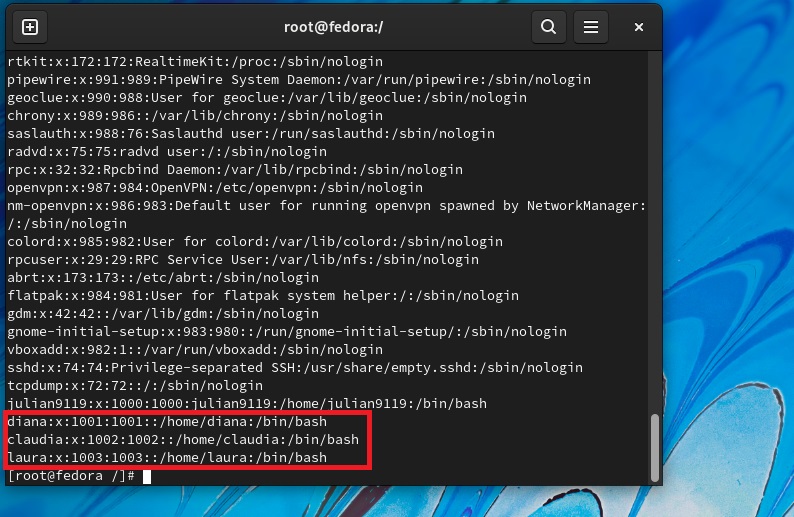 root@fedora:/
rtkit:x:172:172:RealtimeKit:/proc:/sbin/nologin
pipewire:x:991:989:PipeWire System Daemon:/var/run/pipewire:/sbin/nologin
geoclue:x:990:988:User for geoclue:/var/lib/geoclue:/sbin/nologin
chrony:x:989:986::/var/lib/chrony:/sbin/nologin
saslauth:x:988:76:Saslauthd user:/run/saslauthd:/sbin/nologin
radvd:x:75:75:radvd user:/:/sbin/nologin
rpc:x:32:32:Rpcbind Daemon:/var/lib/rpcbind:/sbin/nologin
openvpn:x:987:984:OpenVPN:/etc/openvpn:/sbin/nologin
nm-openvpn:x:986:983:Default user for running openvpn spawned by NetworkManager:
/:/sbin/nologin
colord:x:985:982:User for colord:/var/lib/colord:/sbin/nologin
rpcuser:x:29:29:RPC Service User:/var/lib/nfs:/sbin/nologin
abrt:x:173:173::/etc/abrt:/sbin/nologin
flatpak:x:984:981:User for flatpak system helper:/:/sbin/nologin
gdm:x:42:42::/var/lib/gdm:/sbin/nologin
gnome-initial-setup:x:983:980::/run/gnome-initial-setup/:/sbin/nologin
vboxadd:x:982:1::/var/run/vboxadd:/sbin/nologin
sshd:x:74:74:Privilege-separated SSH:/usr/share/empty.sshd:/sbin/nologin
tcpdump:x:72:72::/:/sbin/nologin
julian9119:x:1000:1000:julian9119:/home/julian9119:/bin/bash
diana:x:1001:1001::/home/diana:/bin/bash
claudia:x:1002:1002::/home/claudia:/bin/bash
laura:x:1003:1003::/home/laura:/bin/bash
[root@fedora /]#